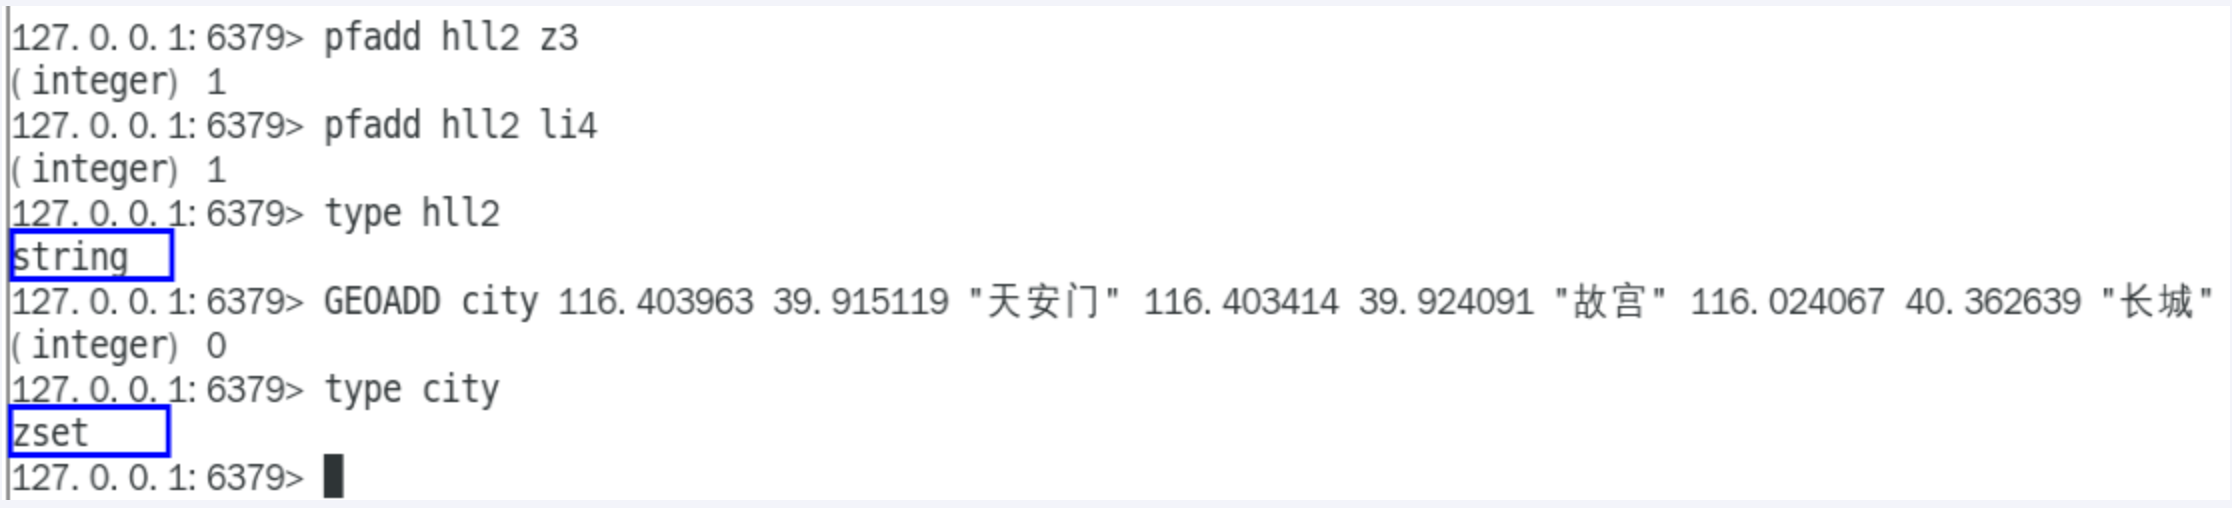 127.0.0.1:6379> pfadd hll2 z3
(integer) 1
127.0.0.1:6379> pfadd hll2 li4
(integer) 1
127.0.0.1:6379> type hll2
string
127.0.0.1:6379> GEOADD city 116.403963 39.915119 "天安门" 116.403414 39.924091 "故宫" 116.024067 40.362639 "长城"
(integer) 0
127.0.0.1:6379> type city
zset
127.0.0.1:6379>